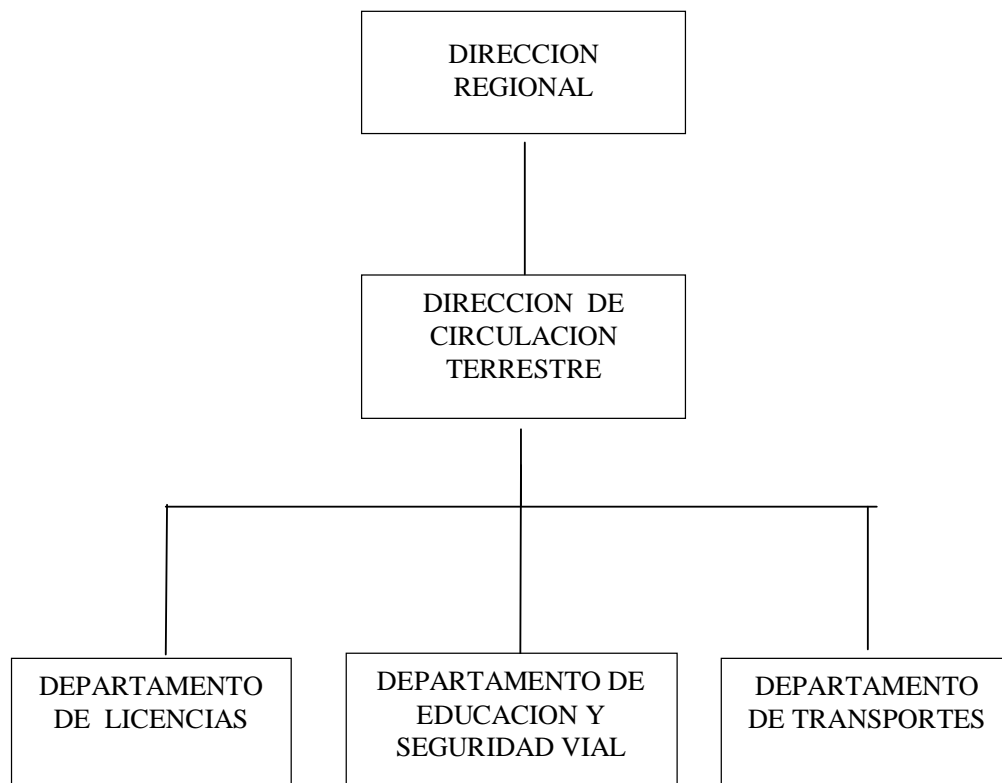 DIRECCION
REGIONAL
DIRECCION DE
CIRCULACION
TERRESTRE
DEPARTAMENTO
DE LICENCIAS
DEPARTAMENTO DE
EDUCACION Y
SEGURIDAD VIAL
DEPARTAMENTO
DE TRANSPORTES